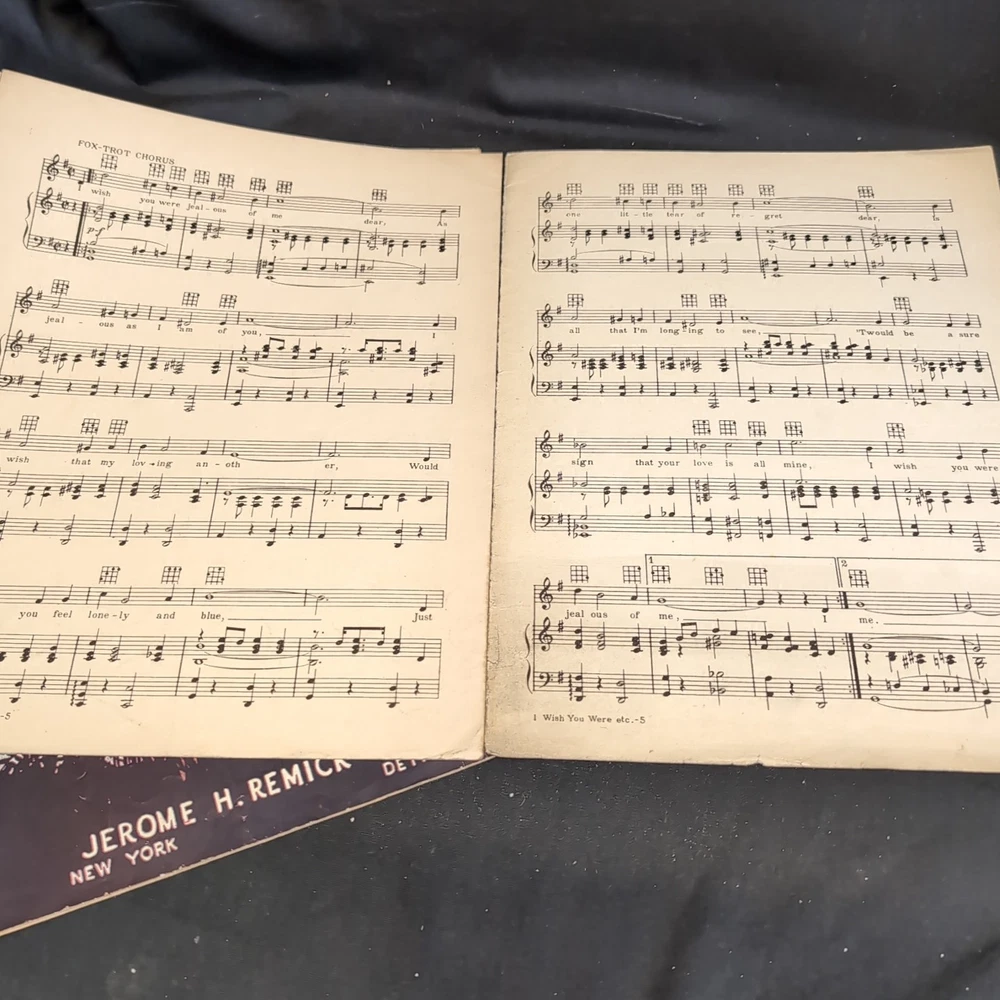 FOX-TROT CHORUS
wish you were jeal-ous of me dear, As
p-f
jeal - ous as I am of you, I
wish that my lov-ing an-oth er, Would
you feel lone-ly and blue, Just
-5
one lit-tle tear of re-gret dear, Is
all that I'm long-ing to see, 'Twould be a sure
sign that your love is all mine, I wish you were
1 2
jeal ous of me, I me.
I Wish You Were etc.-5
JEROME H. REMICK
NEW YORK